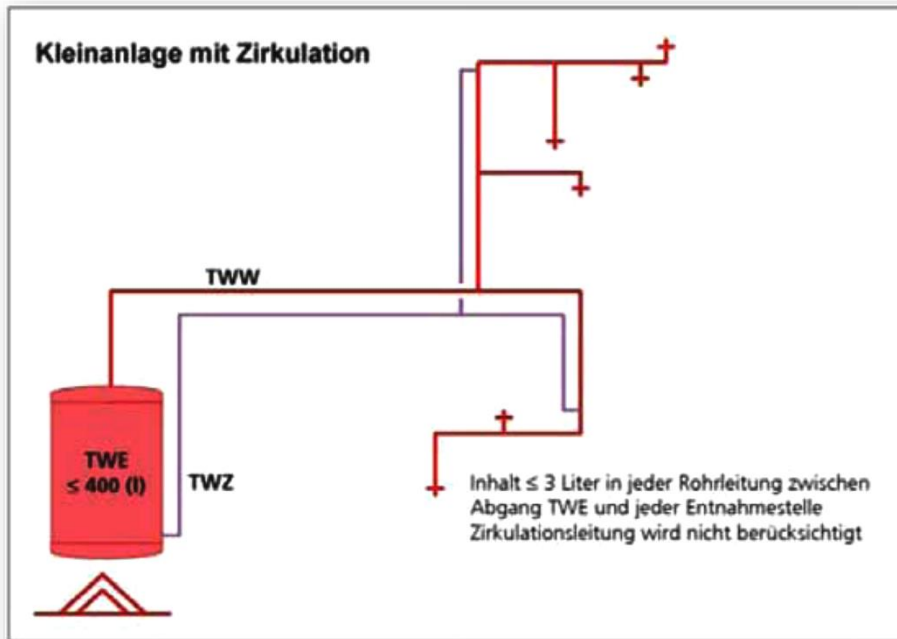 Kleinanlage mit Zirkulation
TWW
TWE
≤ 400 (l)
TWZ
Inhalt ≤ 3 Liter in jeder Rohrleitung zwischen
Abgang TWE und jeder Entnahmestelle
Zirkulationsleitung wird nicht berücksichtigt